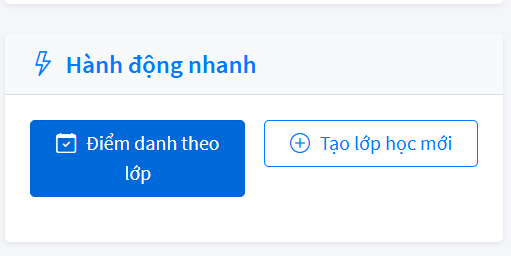 Hành động nhanh
Điểm danh theo
lớp
Tạo lớp học mới